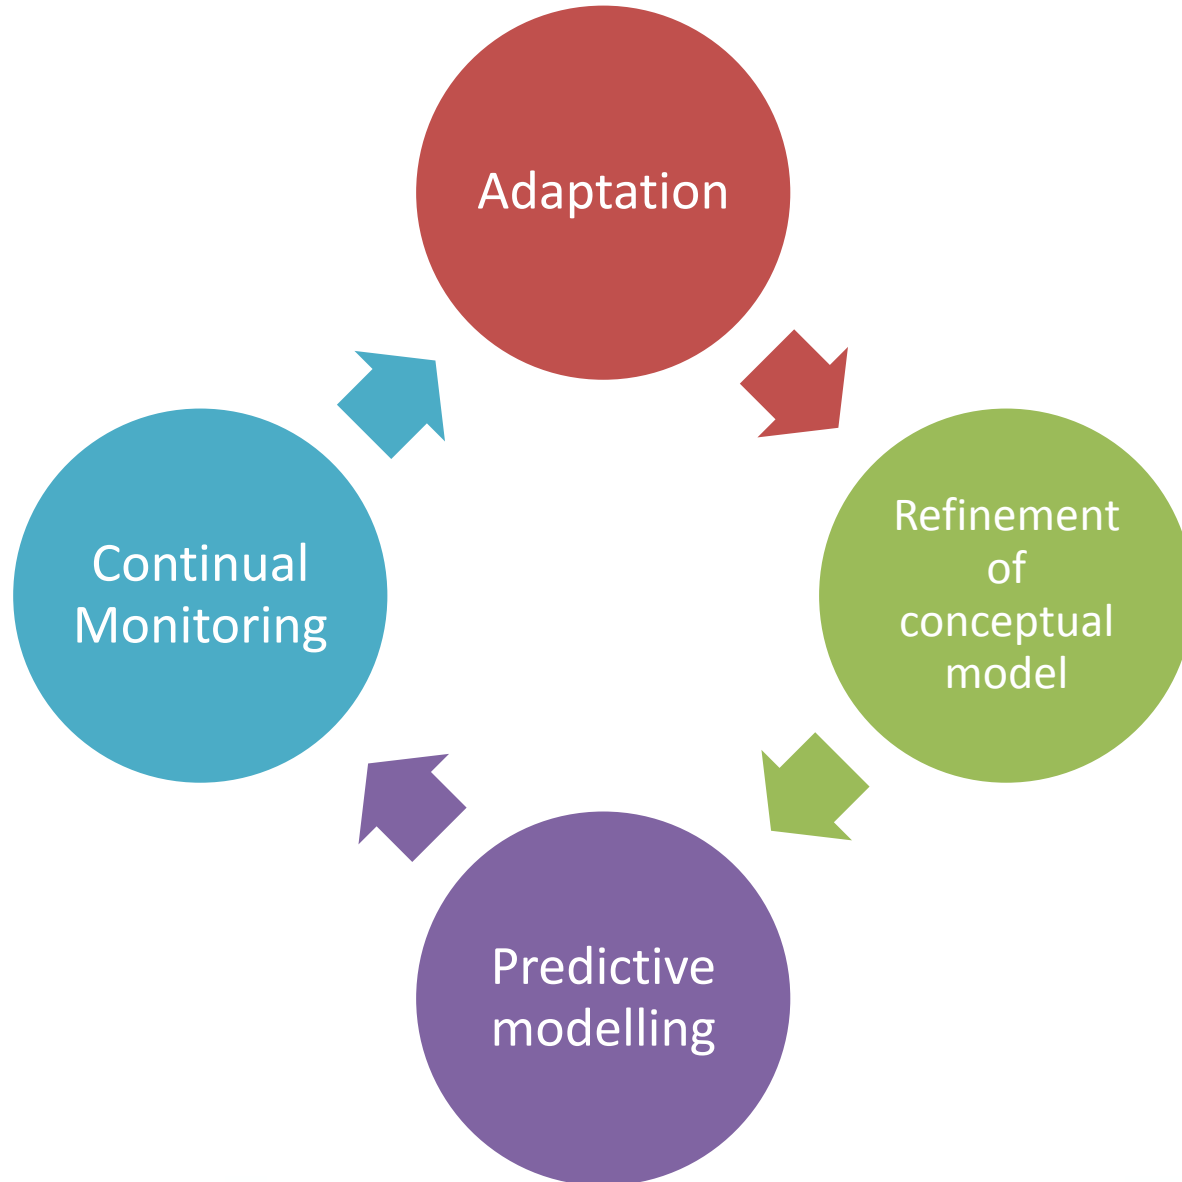 Adaptation
Refinement
of
conceptual
model
Predictive
modelling
Continual
Monitoring